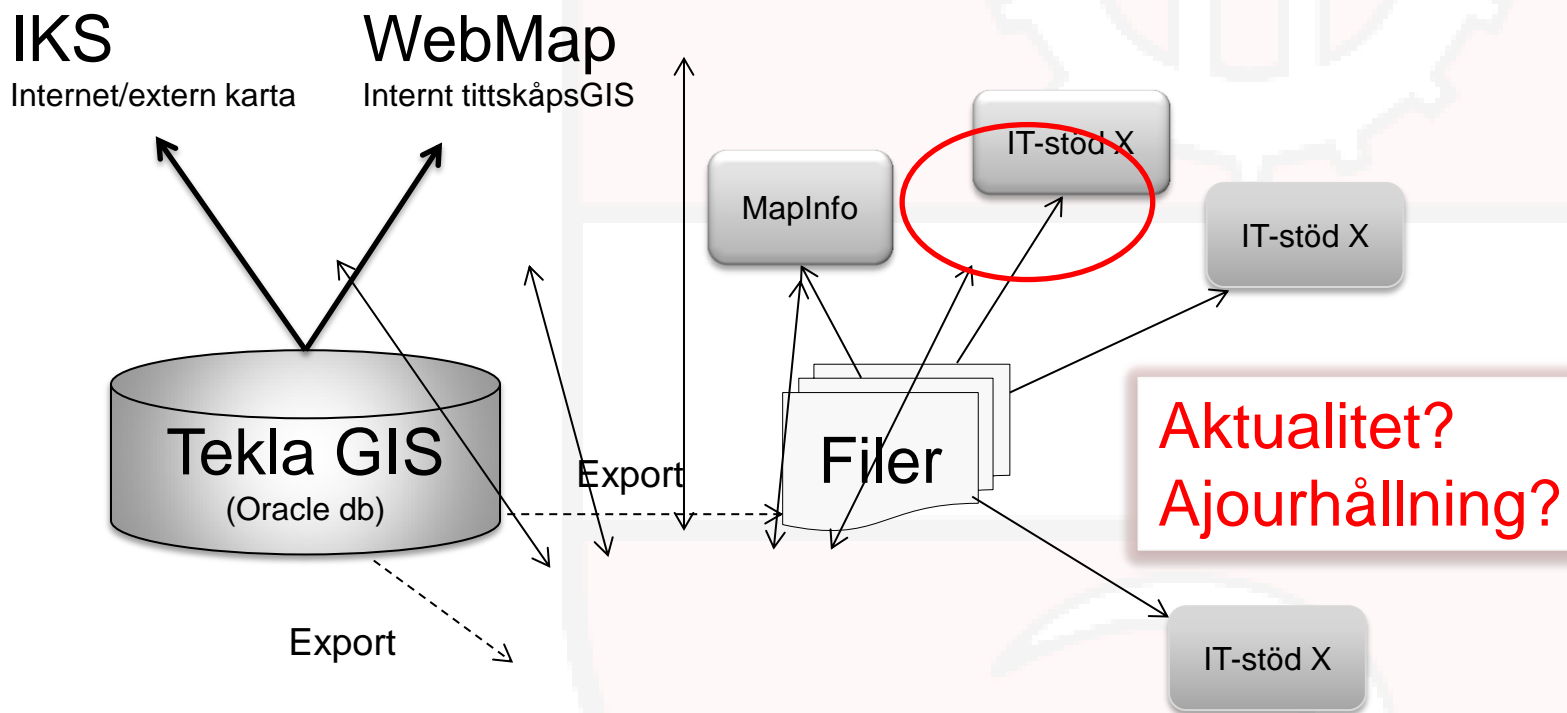 IKS
Internet/extern karta
WebMap
Internt tittskåpsGIS
IT-stöd X
MapInfo
IT-stöd X
Tekla GIS
(Oracle db)
Export
Filer
Aktualitet?
Ajourhållning?
Export
IT-stöd X